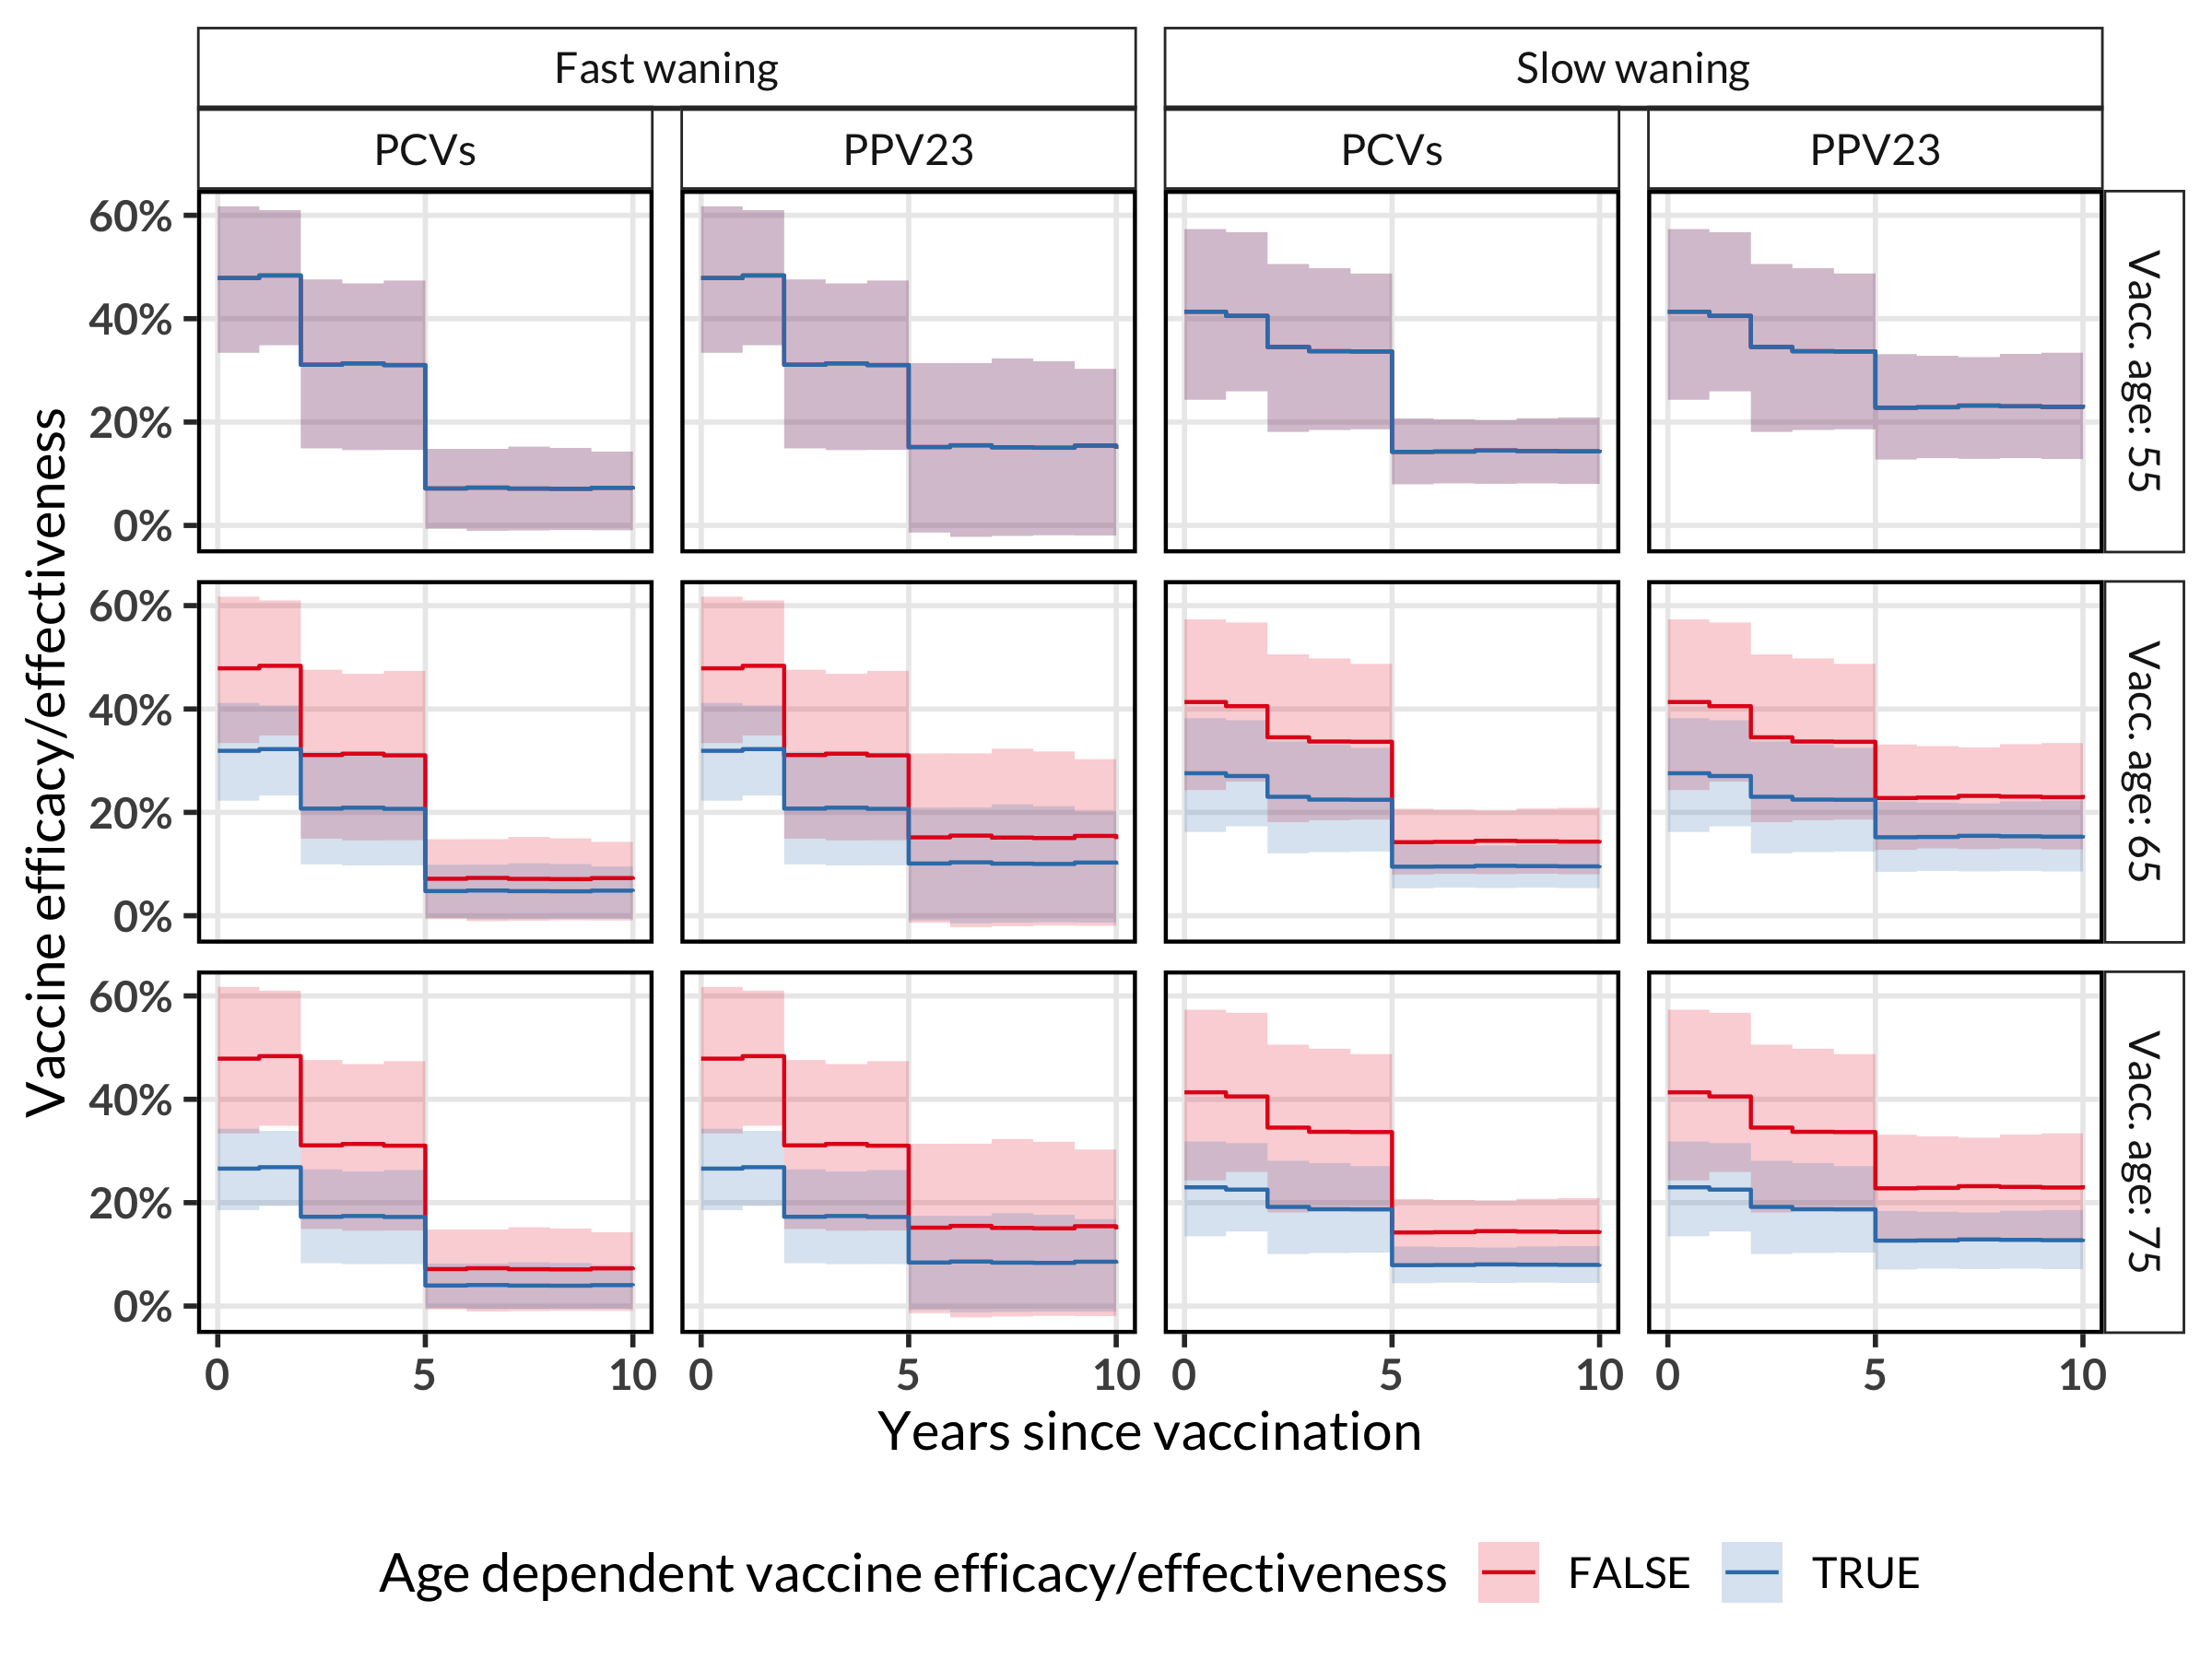 Fast waning
Slow waning
PCVs
PPV23
PCVs
PPV23
60%
40%
20%
0%
Vacc. age: 55
60%
40%
20%
0%
Vacc. age: 65
60%
40%
20%
0%
Vacc. age: 75
Vaccine efficacy/effectiveness
0 5 10
0 5 10
0 5 10
0 5 10
Years since vaccination
Age dependent vaccine efficacy/effectiveness FALSE TRUE